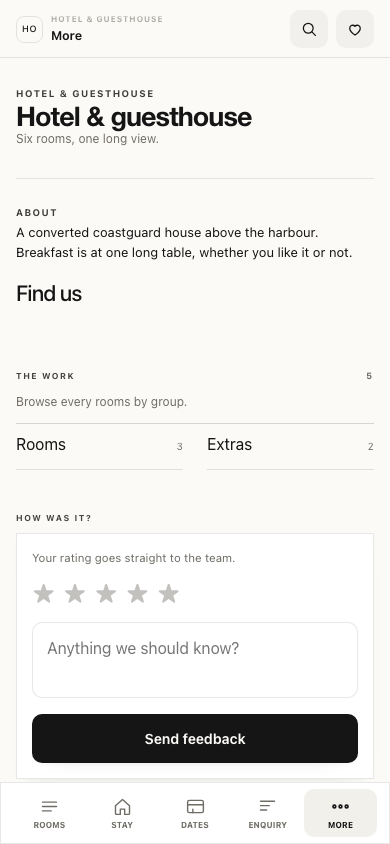 HO
HOTEL & GUESTHOUSE
More
HOTEL & GUESTHOUSE
Hotel & guesthouse
Six rooms, one long view.
ABOUT
A converted coastguard house above the harbour.
Breakfast is at one long table, whether you like it or not.
Find us
THE WORK 5
Browse every rooms by group.
Rooms 3 Extras 2
HOW WAS IT?
Your rating goes straight to the team.
Anything we should know?
Send feedback
ROOMS STAY DATES ENQUIRY MORE